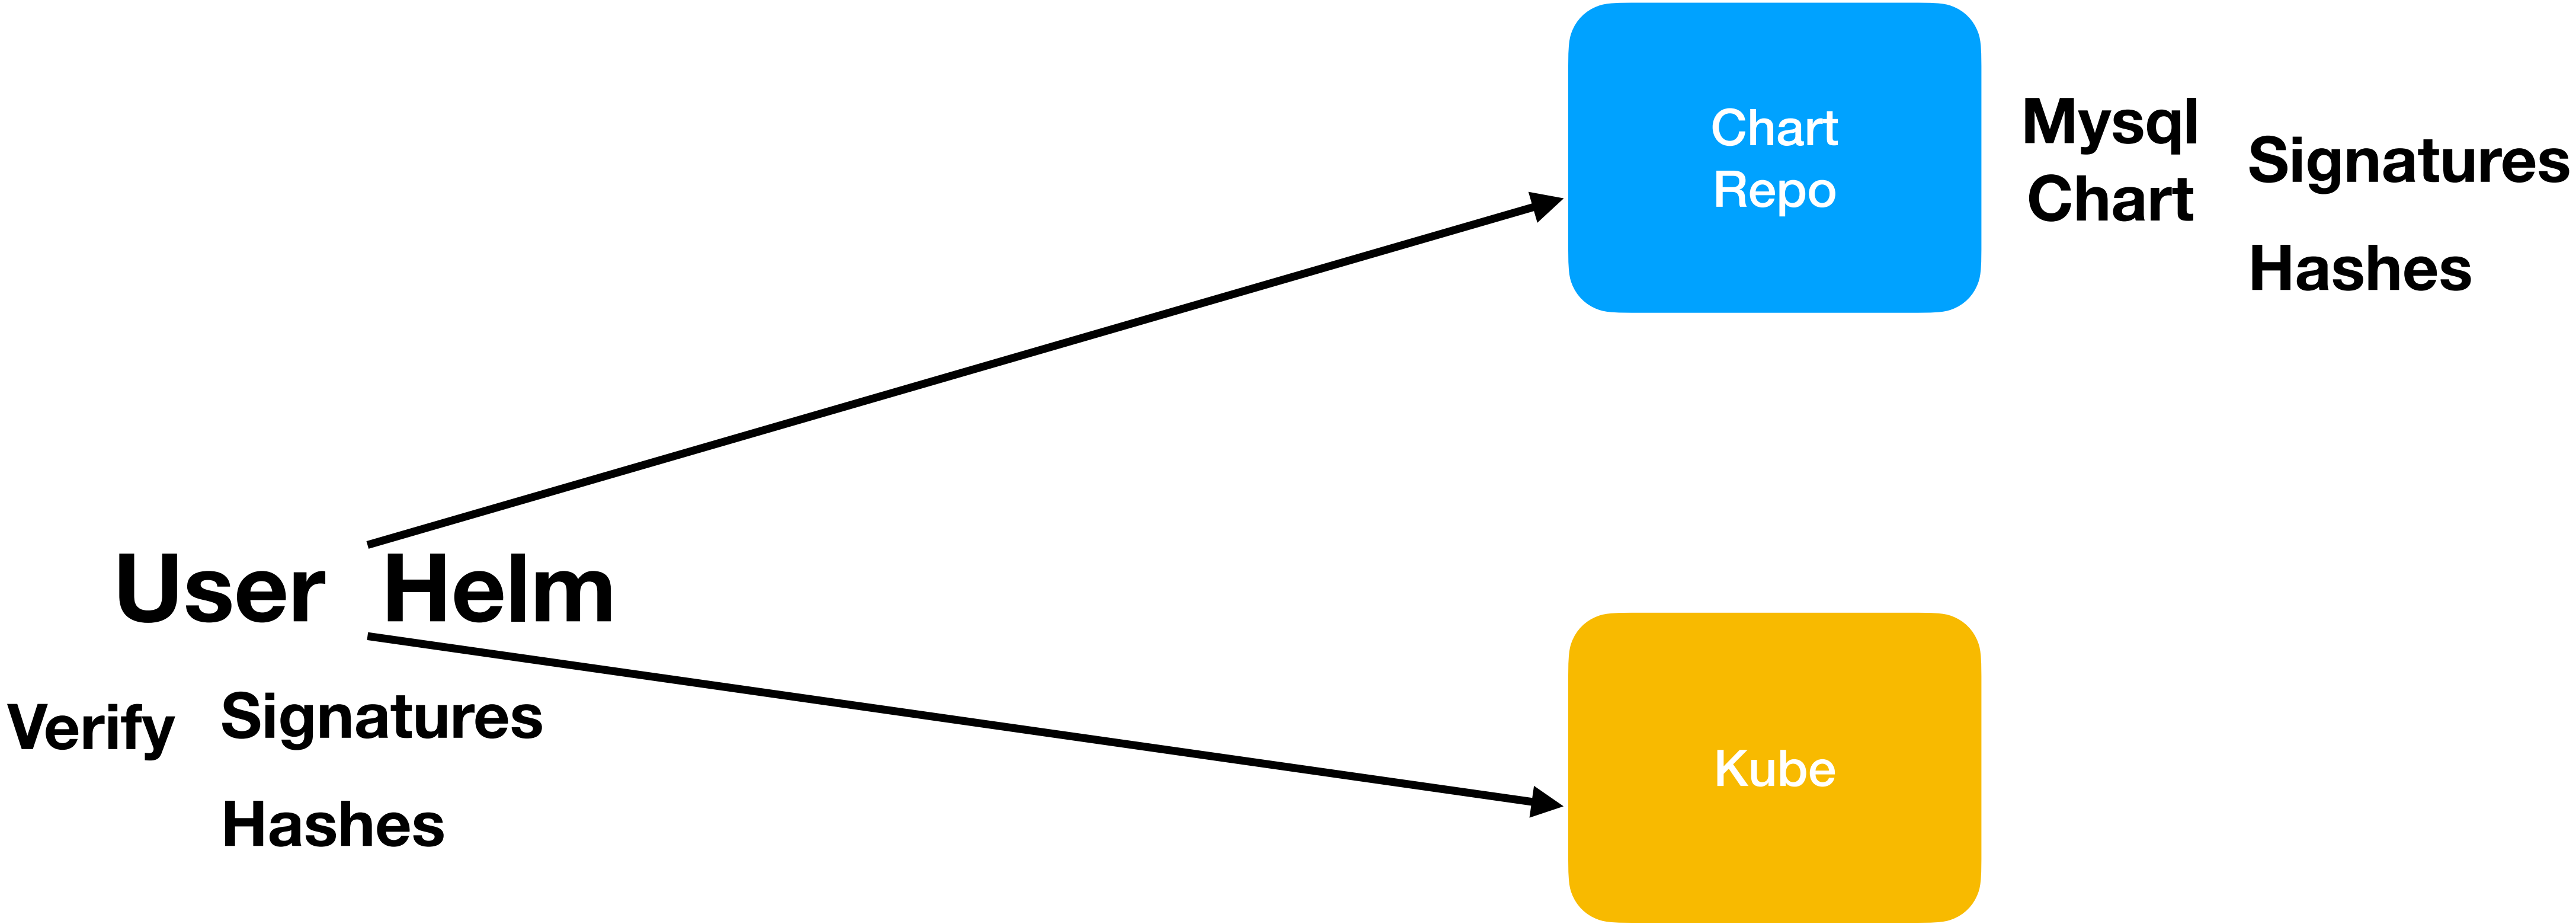 Chart
Repo
Mysql
Chart
Signatures
Hashes
User Helm
Verify
Signatures
Hashes
Kube